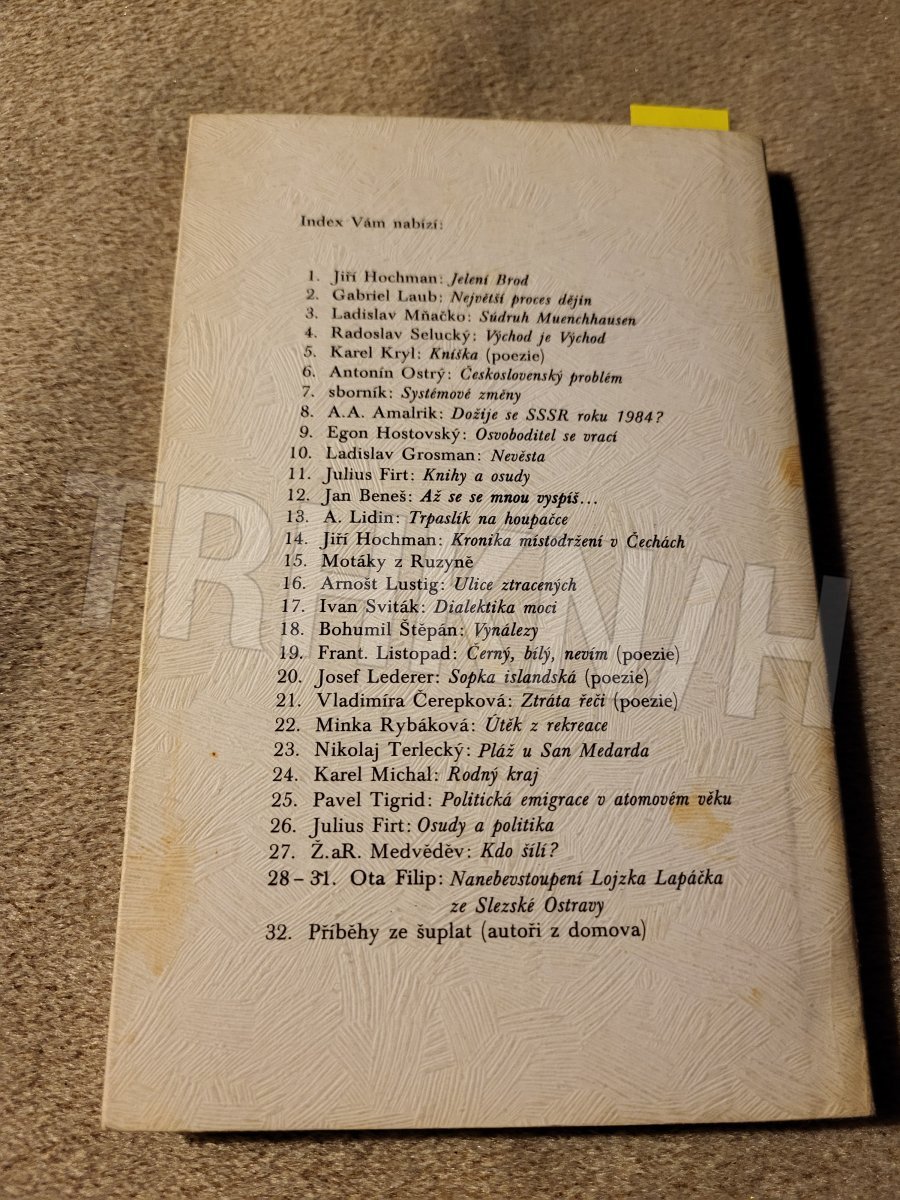 Index Vám nabízí:
1. Jiří Hochman: Jelení Brod
2. Gabriel Laub: Největší proces dějin
3. Ladislav Mňačko: Súdruh Muenchhausen
4. Radoslav Selucký: Východ je Východ
5. Karel Kryl: Kníška (poezie)
6. Antonín Ostrý: Československý problém
7. sborník: Systémové změny
8. A.A. Amalrik: Dožije se SSSR roku 1984?
9. Egon Hostovský: Osvoboditel se vrací
10. Ladislav Grosman: Nevěsta
11. Julius Firt: Knihy a osudy
12. Jan Beneš: Až se se mnou vyspíš...
13. A. Lidin: Trpaslík na houpačce
14. Jiří Hochman: Kronika místodržení v Čechách
15. Motáky z Ruzyně
16. Arnošt Lustig: Ulice ztracených
17. Ivan Sviták: Dialektika moci
18. Bohumil Štěpán: Vynálezy
19. Frant. Listopad: Černý, bílý, nevím (poezie)
20. Josef Lederer: Sopka islandská (poezie)
21. Vladimíra Čerepková: Ztráta řeči (poezie)
22. Minka Rybáková: Útěk z rekreace
23. Nikolaj Terlecký: Pláž u San Medarda
24. Karel Michal: Rodný kraj
25. Pavel Tigrid: Politická emigrace v atomovém věku
26. Julius Firt: Osudy a politika
27. Ž.aR. Medvěděv: Kdo šílí?
28 – 31. Ota Filip: Nanebevstoupení Lojzka Lapáčka
ze Slezské Ostravy
32. Příběhy ze šuplat (autoři z domova)